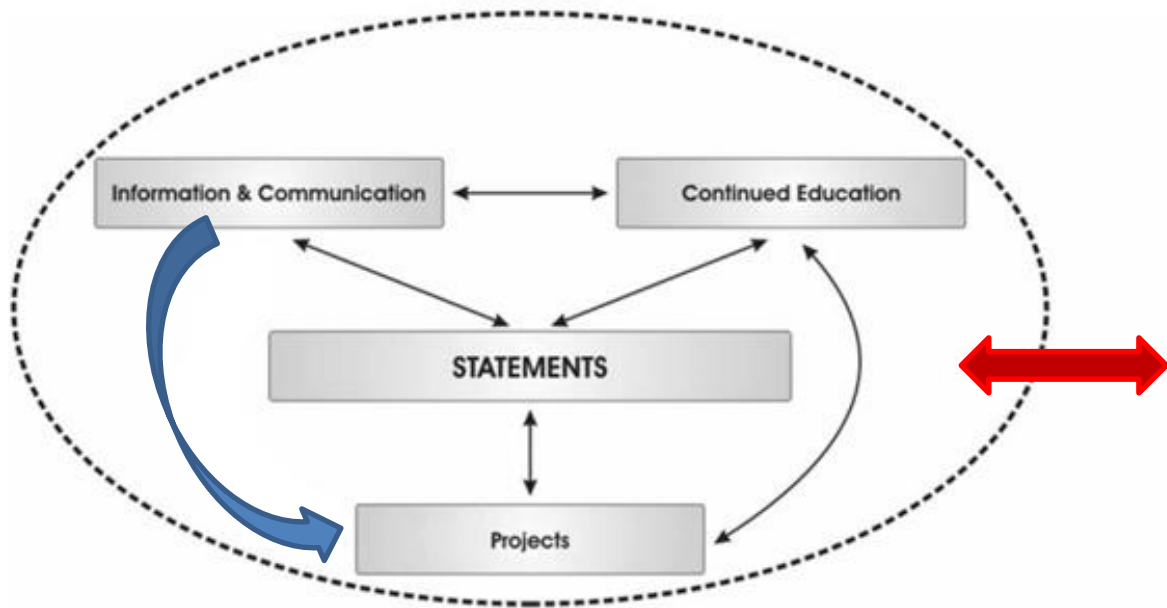 Information & Communication
Continued Education
STATEMENTS
Projects